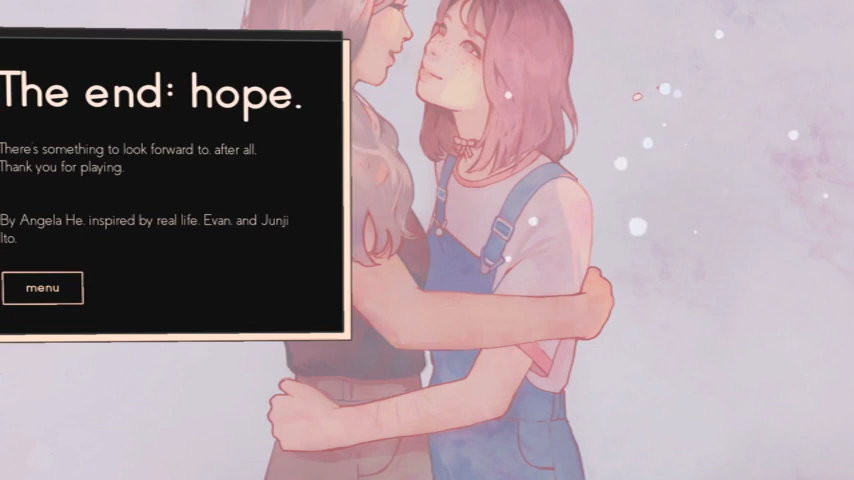 The end: hope.
There's something to look forward to, after all.
Thank you for playing.
By Angela He, inspired by real life, Evan, and Junji
Ito.
menu